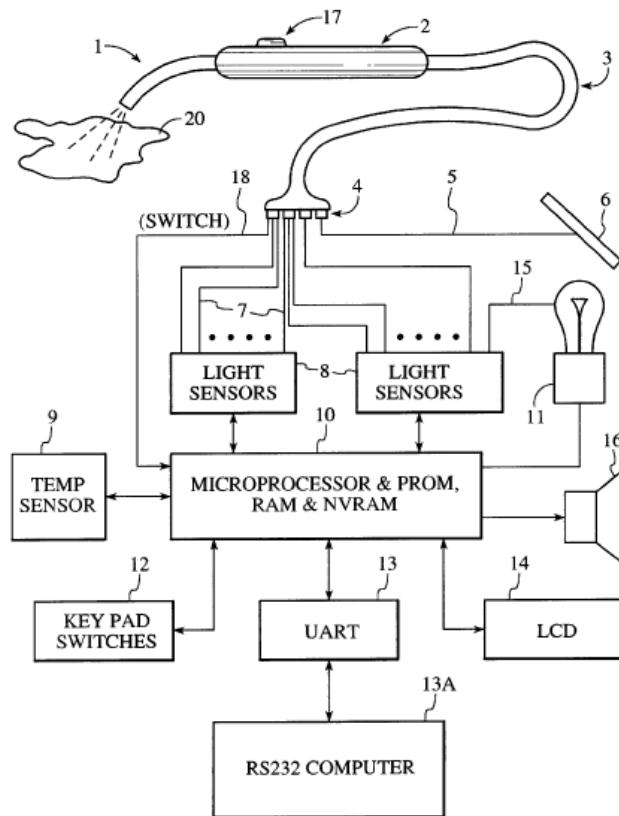 17
2
1
3
20
4
5
18
6
(SWITCH)
15
7
8
LIGHT
SENSORS
LIGHT
SENSORS
11
9
10
16
TEMP
SENSOR
MICROPROCESSOR & PROM,
RAM & NVRAM
12
13
14
KEY PAD
SWITCHES
UART
LCD
13A
RS232 COMPUTER